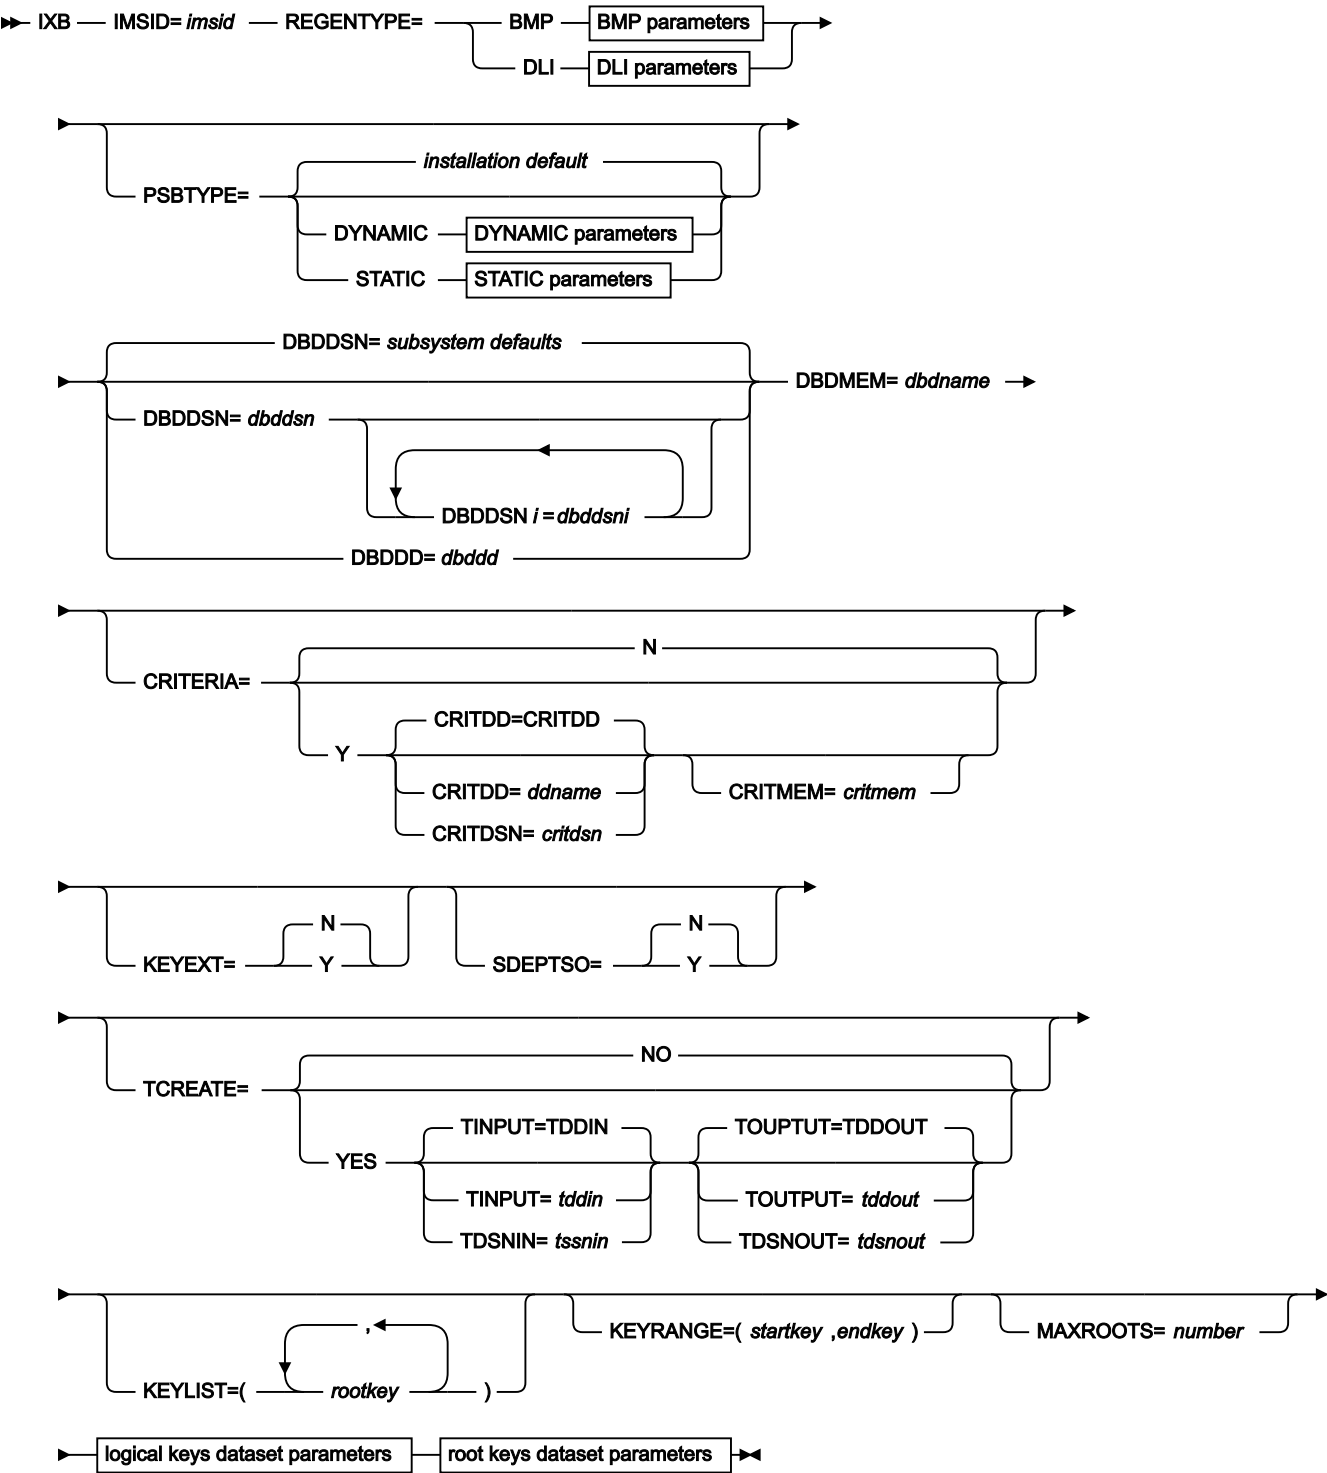 IXB IMSID= imsid REGENTYPE= BMP BMP parameters
DLI DLI parameters
installation default
PSBTYPE=
DYNAMIC DYNAMIC parameters
STATIC STATIC parameters
DBDDSN= subsystem defaults
DBDMEM= dbdname
DBDDSN= dbddsn
DBDDSN i =dbddsni
DBDDD= dbddd
N
CRITERIA=
CRITDD=CRITDD
Y
CRITDD= ddname CRITMEM= critmem
CRITDSN= critdsn
N N
KEYEXT= Y SDEPTSO= Y
NO
TCREATE=
TINPUT=TDDIN TOUPTUT=TDDOUT
YES
TINPUT= tddin TOUTPUT= tddout
TDSNIN= tssnin TDSNOUT= tdsnout
, KEYRANGE=( startkey ,endkey ) MAXROOTS= number
KEYLIST=( rootkey )
logical keys dataset parameters root keys dataset parameters